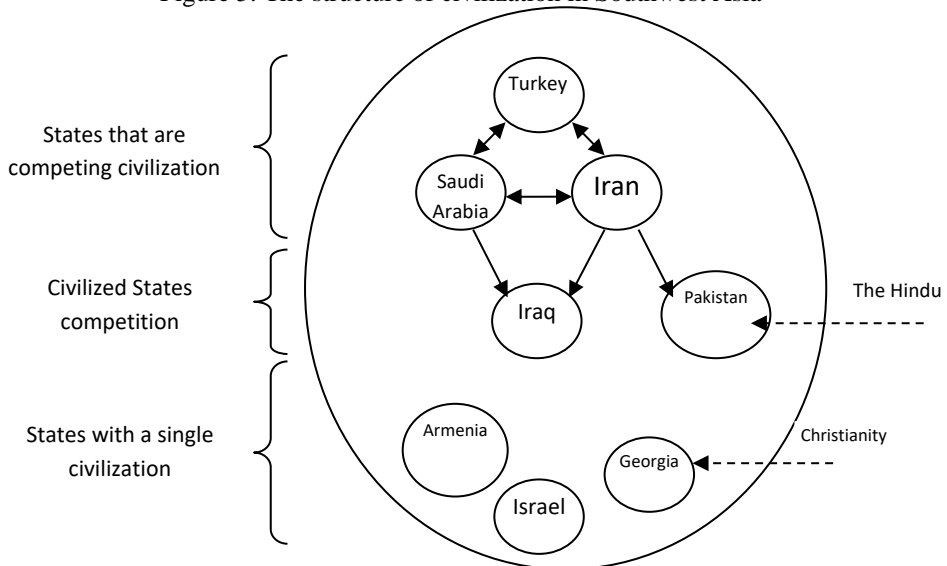 Figure 3: The structure of civilization in Southwest Asia
Turkey
States that are
competing civilization
Saudi
Arabia
Iran
Civilized States
competition
Iraq
Pakistan
The Hindu
States with a single
civilization
Armenia
Georgia
Christianity
Israel